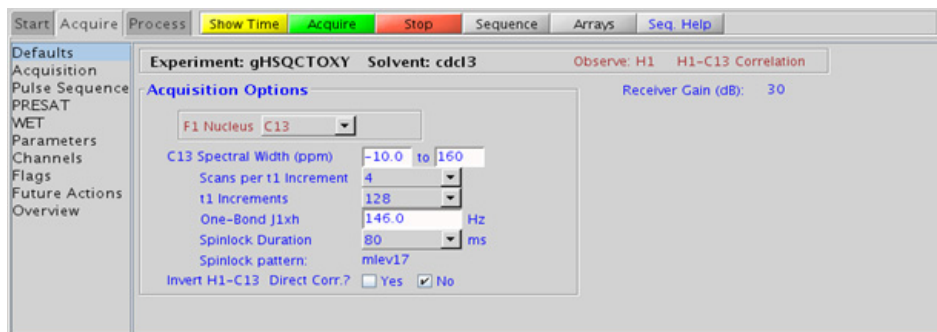 Start Acquire Process Show Time Acquire Stop Sequence Arrays Seq. Help
Defaults
Acquisition
Pulse Sequence
PRESAT
WET
Parameters
Channels
Flags
Future Actions
Overview
Experiment: gHSQCTOXY Solvent: cdcl3 Observe: H1 H1-C13 Correlation
Acquisition Options Receiver Gain (dB): 30
F1 Nucleus C13
C13 Spectral Width (ppm) -10.0 to 160
Scans per t1 Increment 4
t1 Increments 128
One-Bond J1xh 146.0 Hz
Spinlock Duration 80 ms
Spinlock pattern: mlev17
Invert H1-C13 Direct Corr.? Yes No